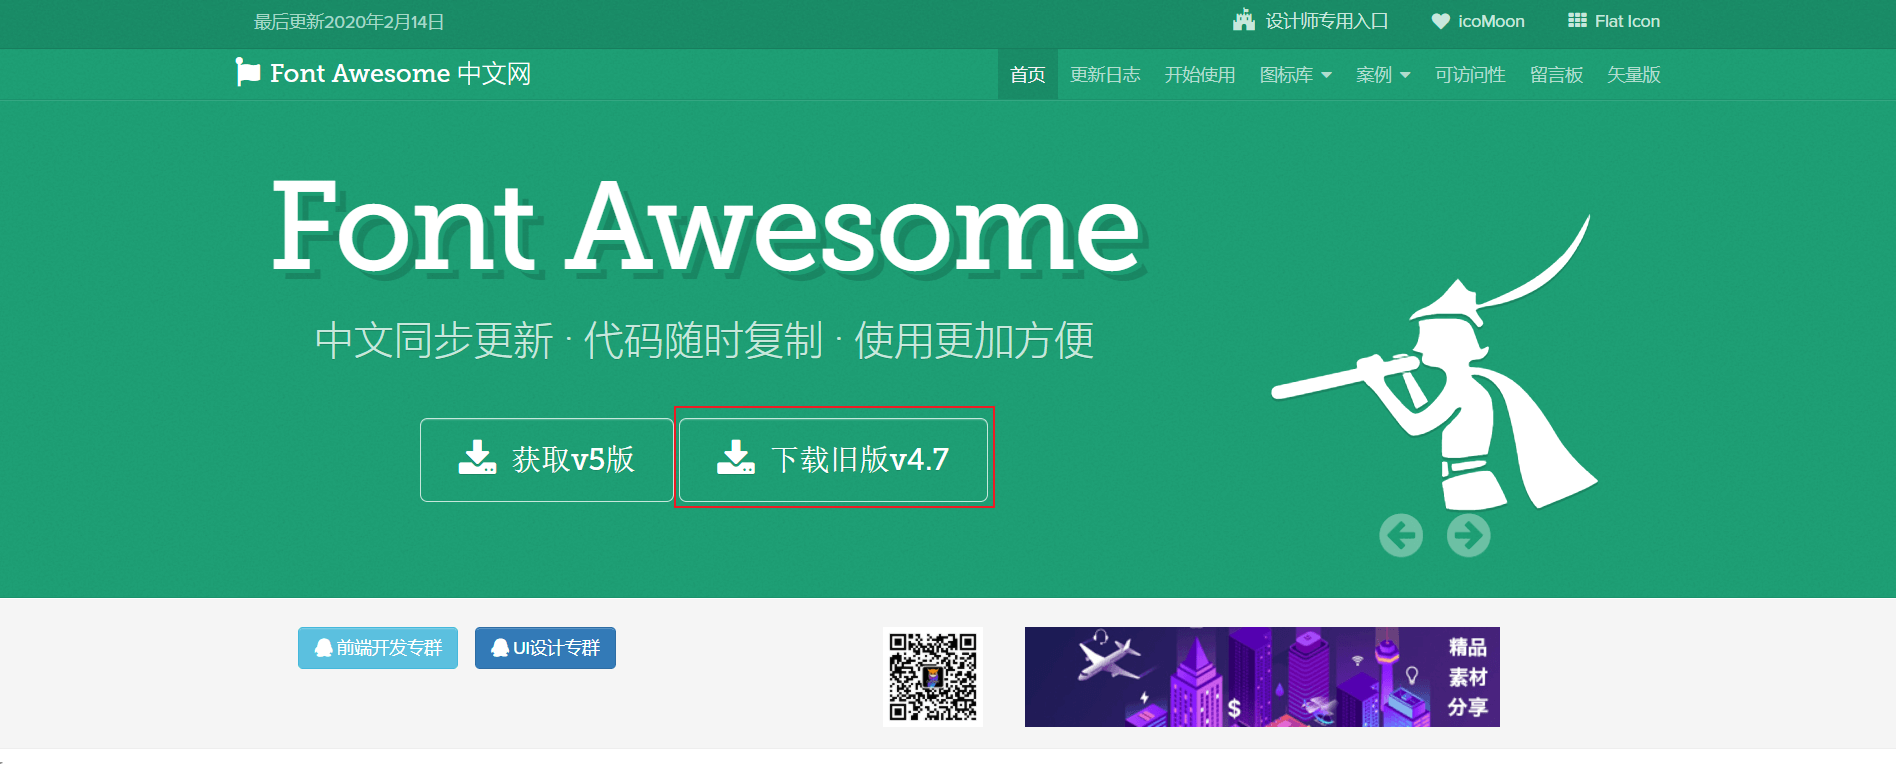 最后更新2020年2月14日
设计师专用入口
icoMoon
Flat Icon
Font Awesome 中文网
首页
更新日志
开始使用
图标库
案例
可访问性
留言板
矢量版
Font Awesome
中文同步更新 · 代码随时复制 · 使用更加方便
获取v5版
下载旧版v4.7
前端开发专群
UI设计专群
精品
素材
$
分享